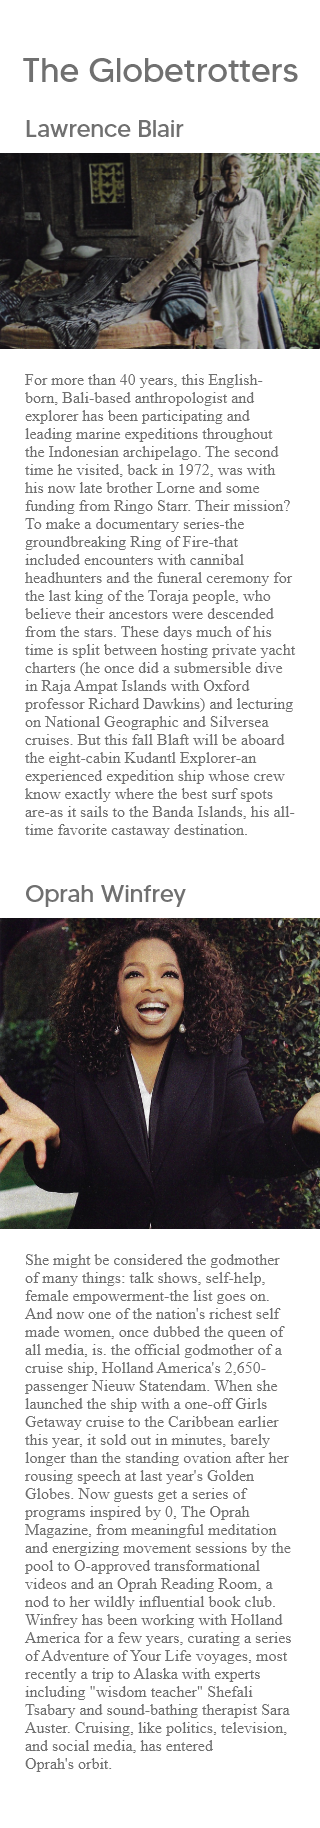 The Globetrotters
Lawrence Blair
For more than 40 years, this English-
born, Bali-based anthropologist and
explorer has been participating and
leading marine expeditions throughout
the Indonesian archipelago. The second
time he visited, back in 1972, was with
his now late brother Lorne and some
funding from Ringo Starr. Their mission?
To make a documentary series-the
groundbreaking Ring of Fire-that
included encounters with cannibal
headhunters and the funeral ceremony for
the last king of the Toraja people, who
believe their ancestors were descended
from the stars. These days much of his
time is split between hosting private yacht
charters (he once did a submersible dive
in Raja Ampat Islands with Oxford
professor Richard Dawkins) and lecturing
on National Geographic and Silversea
cruises. But this fall Blaft will be aboard
the eight-cabin Kudantl Explorer-an
experienced expedition ship whose crew
know exactly where the best surf spots
are-as it sails to the Banda Islands, his all-
time favorite castaway destination.
Oprah Winfrey
She might be considered the godmother
of many things: talk shows, self-help,
female empowerment-the list goes on.
And now one of the nation's richest self
made women, once dubbed the queen of
all media, is. the official godmother of a
cruise ship, Holland America's 2,650-
passenger Nieuw Statendam. When she
launched the ship with a one-off Girls
Getaway cruise to the Caribbean earlier
this year, it sold out in minutes, barely
longer than the standing ovation after her
rousing speech at last year's Golden
Globes. Now guests get a series of
programs inspired by 0, The Oprah
Magazine, from meaningful meditation
and energizing movement sessions by the
pool to O-approved transformational
videos and an Oprah Reading Room, a
nod to her wildly influential book club.
Winfrey has been working with Holland
America for a few years, curating a series
of Adventure of Your Life voyages, most
recently a trip to Alaska with experts
including "wisdom teacher" Shefali
Tsabary and sound-bathing therapist Sara
Auster. Cruising, like politics, television,
and social media, has entered
Oprah's orbit.